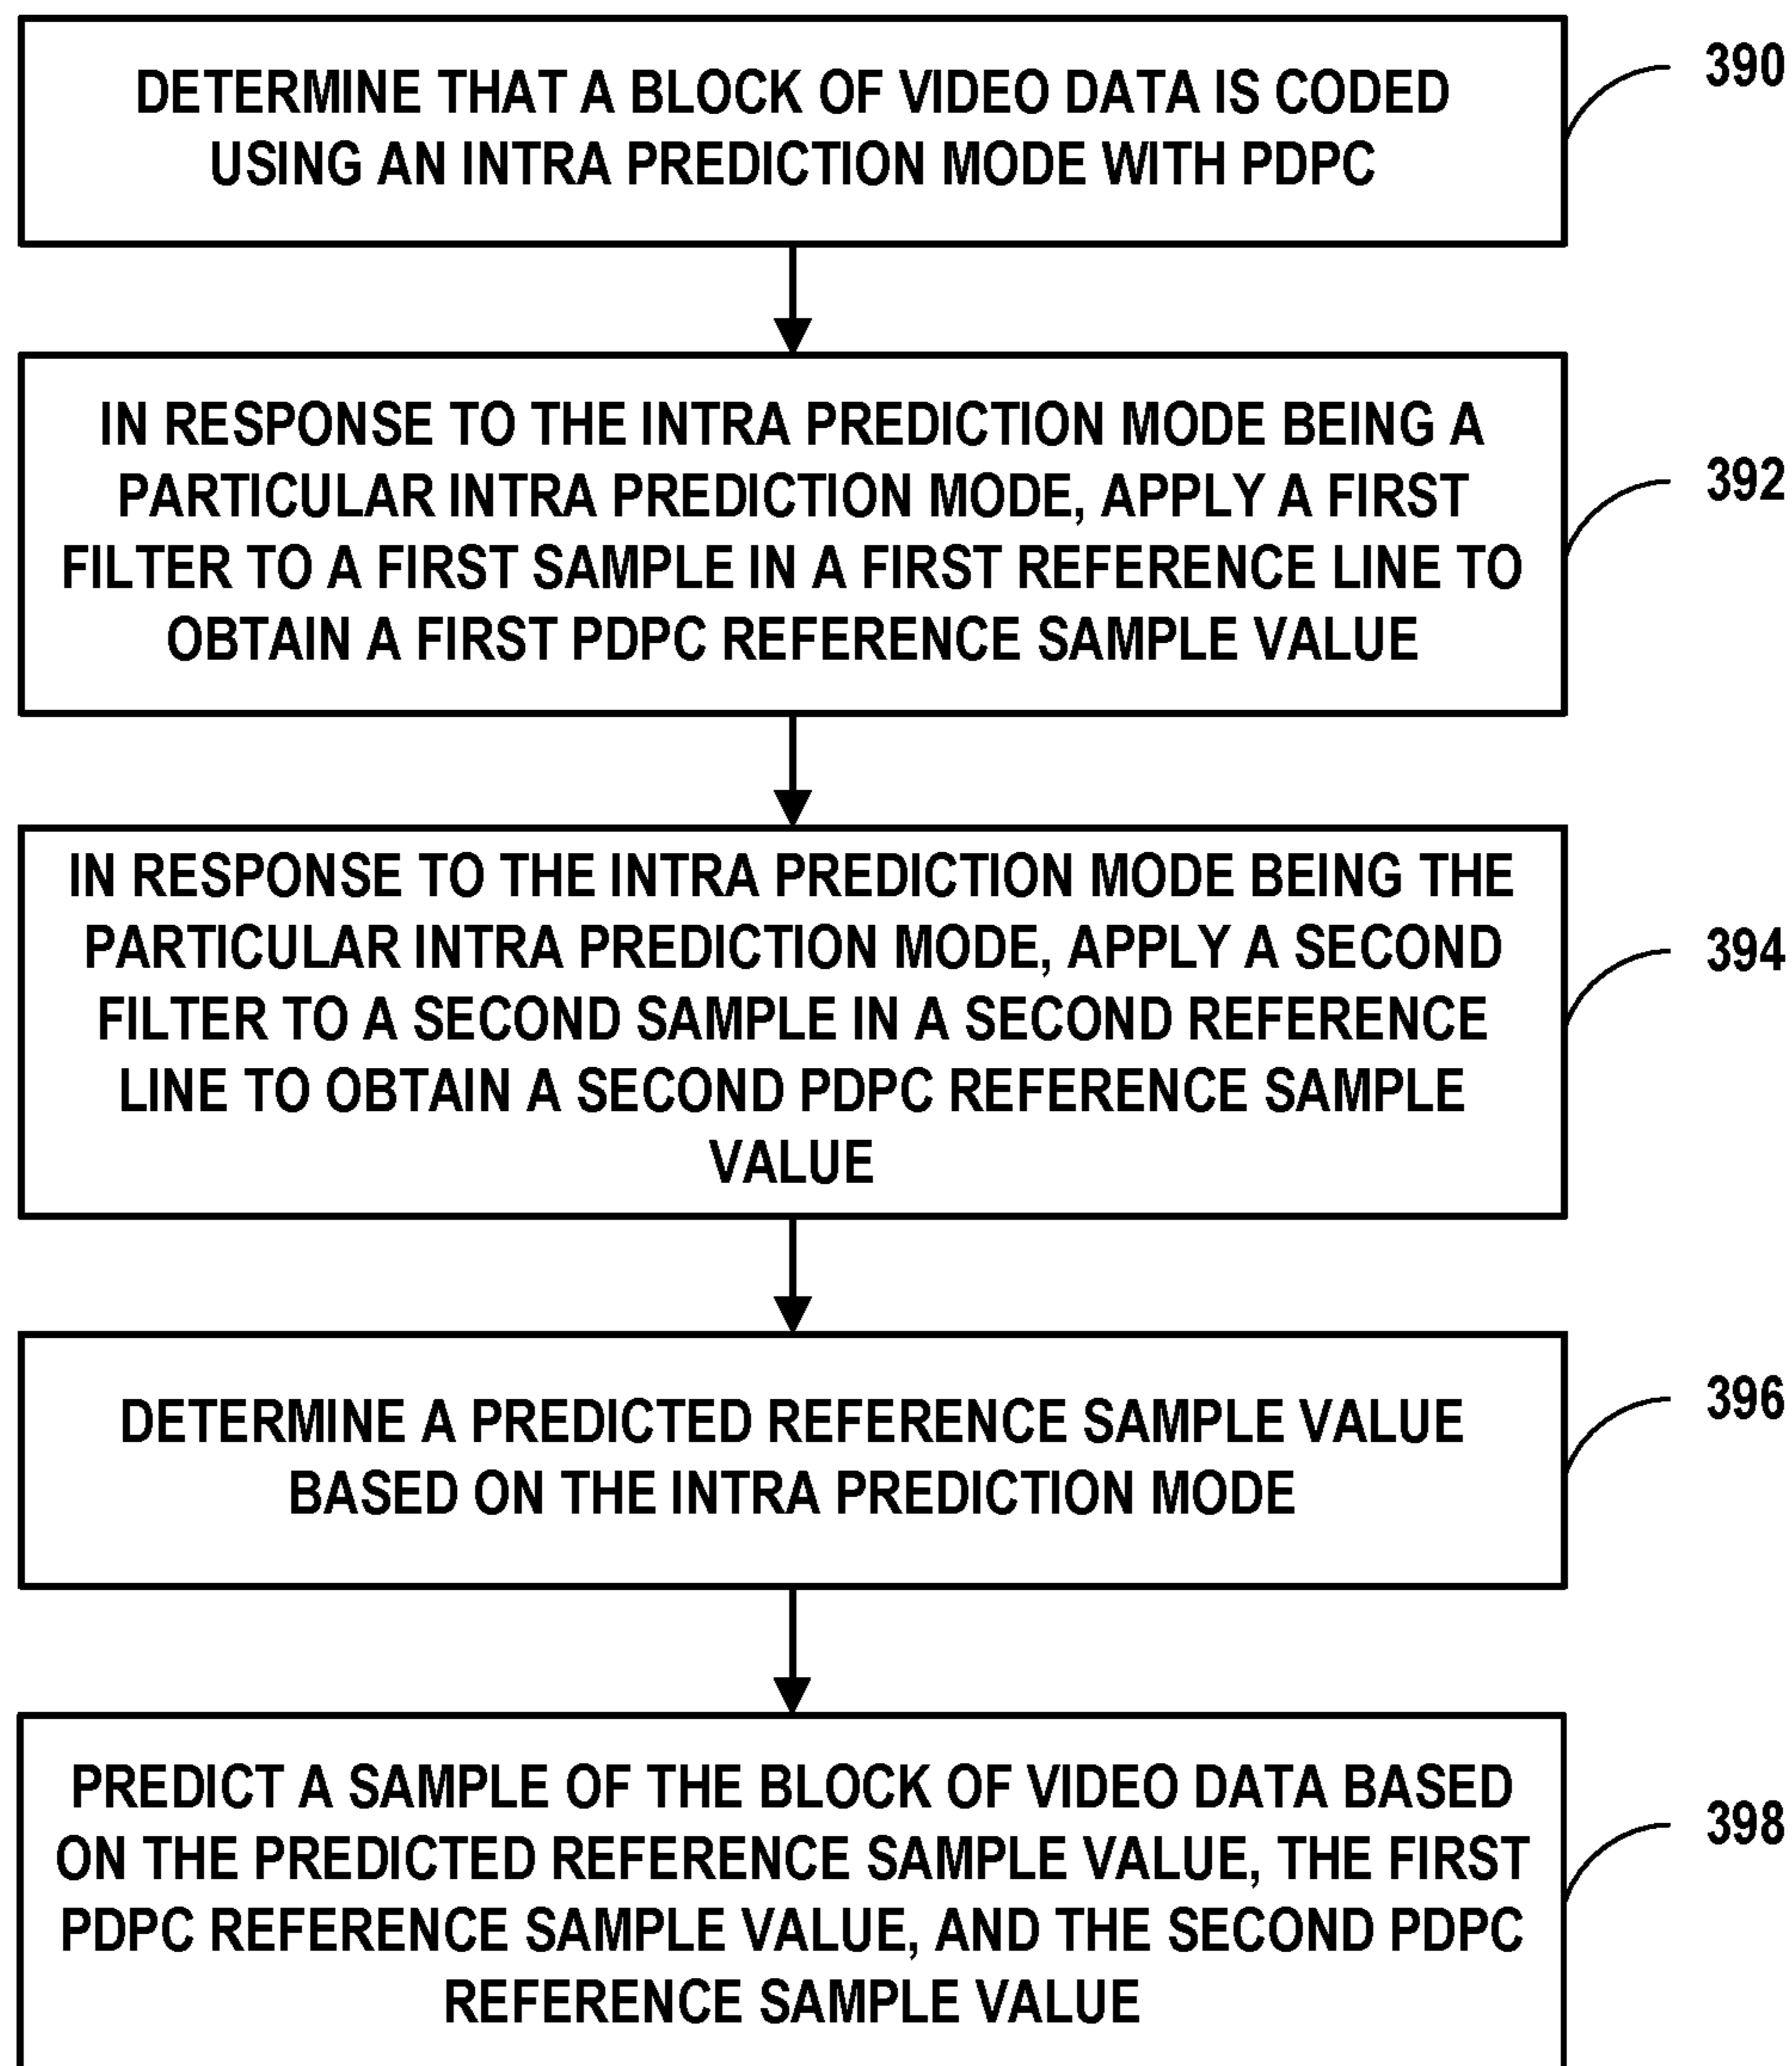 DETERMINE THAT A BLOCK OF VIDEO DATA IS CODED
USING AN INTRA PREDICTION MODE WITH PDPC
390
IN RESPONSE TO THE INTRA PREDICTION MODE BEING A
PARTICULAR INTRA PREDICTION MODE, APPLY A FIRST
FILTER TO A FIRST SAMPLE IN A FIRST REFERENCE LINE TO
OBTAIN A FIRST PDPC REFERENCE SAMPLE VALUE
392
IN RESPONSE TO THE INTRA PREDICTION MODE BEING THE
PARTICULAR INTRA PREDICTION MODE, APPLY A SECOND
FILTER TO A SECOND SAMPLE IN A SECOND REFERENCE
LINE TO OBTAIN A SECOND PDPC REFERENCE SAMPLE
VALUE
394
DETERMINE A PREDICTED REFERENCE SAMPLE VALUE
BASED ON THE INTRA PREDICTION MODE
396
PREDICT A SAMPLE OF THE BLOCK OF VIDEO DATA BASED
ON THE PREDICTED REFERENCE SAMPLE VALUE, THE FIRST
PDPC REFERENCE SAMPLE VALUE, AND THE SECOND PDPC
REFERENCE SAMPLE VALUE
398